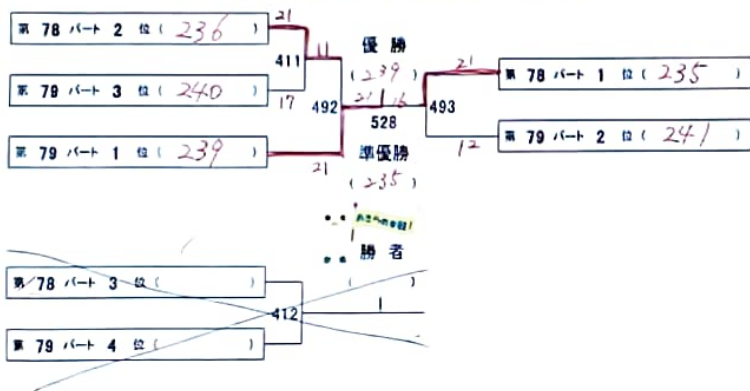 第 78 パート 2 位 ( 236 )
21
411
11
第 79 パート 3 位 ( 240 )
17
492
第 79 パート 1 位 ( 239 )
21
優 勝
( 239 )
21 16
528
準優勝
( 235 )
21
第 78 パート 1 位 ( 235 )
493
第 79 パート 2 位 ( 241 )
12
勝 者
( )
第 78 パート 3 位 ( )
412
第 79 パート 4 位 ( )